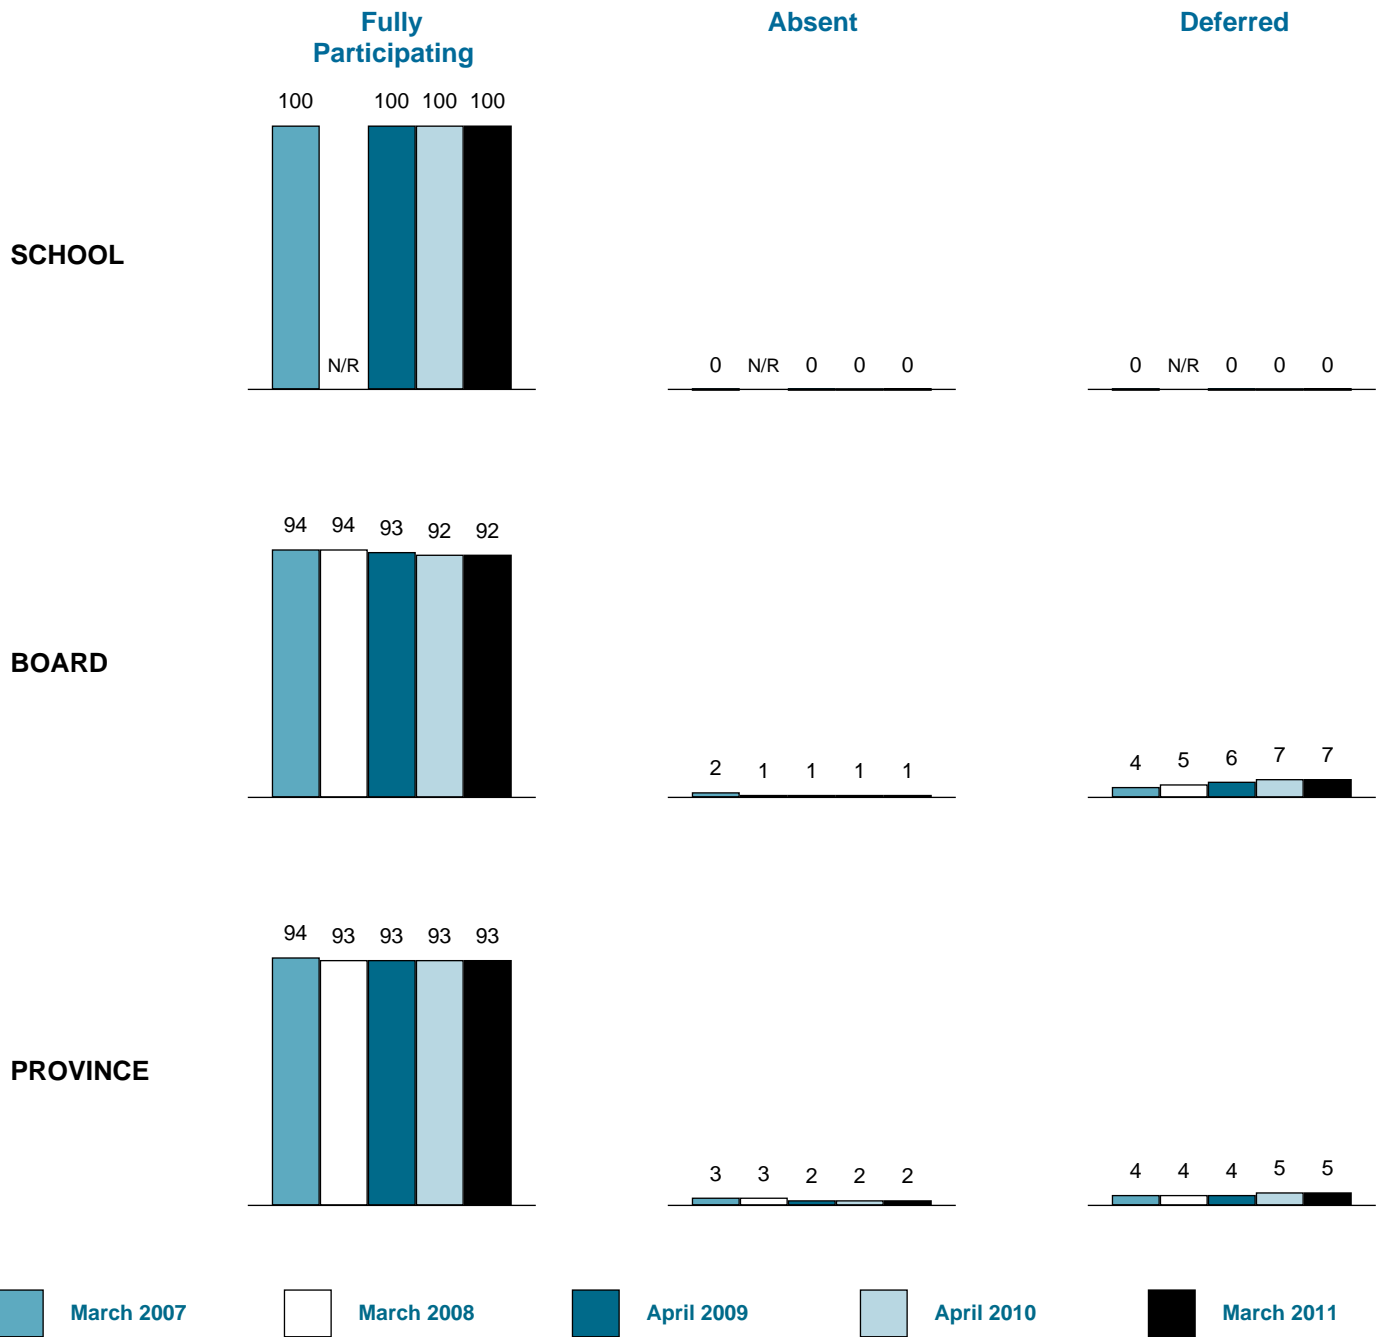 Fully
Participating
Absent
Deferred
100 100 100 100
SCHOOL
N/R
0 N/R 0 0 0
0 N/R 0 0 0
94 94 93 92 92
BOARD
2 1 1 1 1
4 5 6 7 7
94 93 93 93 93
PROVINCE
3 3 2 2 2
4 4 4 5 5
March 2007
March 2008
April 2009
April 2010
March 2011